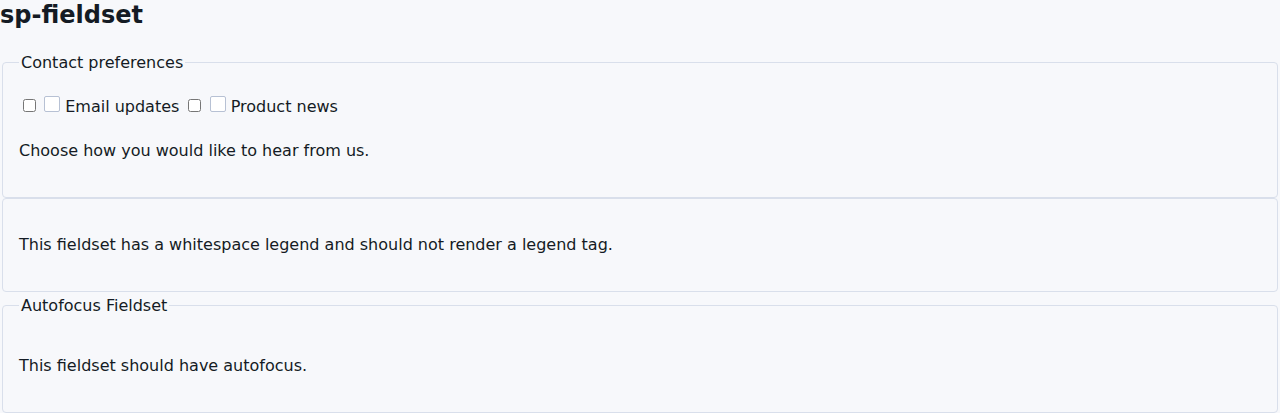 sp-fieldset
Contact preferences
Email updates Product news
Choose how you would like to hear from us.
This fieldset has a whitespace legend and should not render a legend tag.
Autofocus Fieldset
This fieldset should have autofocus.